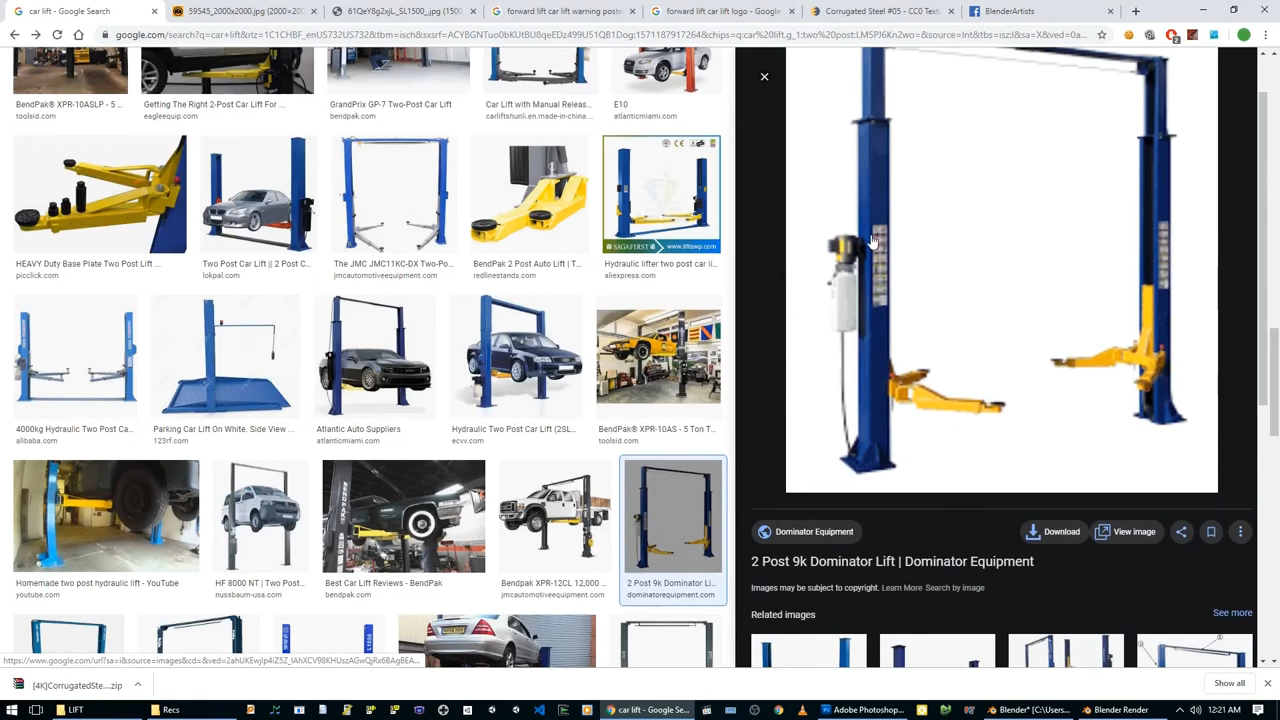 car lift - Google Search
59545_2000x2000.jpg (2000×20
61QeY8g2xjL_SL1500_.jpg (1500
forward lift warning poste
forward lift car lift logo - Goog
Corrugated Steel #05 - CC0 Textu
BlenderArtists
BendPak® XPR-10ASLP - 5 ...
toolsid.com
Getting The Right 2-Post Car Lift For ...
eagleequip.com
GrandPrix GP-7 Two-Post Car Lift
bendpak.com
Car Lift with Manual Releas...
carliftshunli.en.made-in-china....
E10
atlanticmiami.com
SAGAFIRST
www.liftawp.com
HEAVY Duty Base Plate Two Post Lift ...
picclick.com
Two Post Car Lift || 2 Post C...
lokpal.com
The JMC JMC11KC-DX Two-Po...
jmcautomotiveequipment.com
BendPak 2 Post Auto Lift | T...
redlinestands.com
Hydraulic lifter two post car li...
aliexpress.com
4000kg Hydraulic Two Post Ca...
alibaba.com
Parking Car Lift On White. Side View ...
123rf.com
Atlantic Auto Suppliers
atlanticmiami.com
Hydraulic Two Post Car Lift (2SL...
ecvv.com
BendPak XPR-10AS - 5 Ton T...
toolsid.com
Homemade two post hydraulic lift - YouTube
youtube.com
HF 8000 NT | Two Post...
nussbaum-usa.com
Best Car Lift Reviews - BendPak
bendpak.com
Bendpak XPR-12CL 12,000 ...
jmcautomotiveequipment.com
2 Post 9k Dominator Li...
dominatorequipment.com
Dominator Equipment
Download
View image
2 Post 9k Dominator Lift | Dominator Equipment
Images may be subject to copyright. Learn More Search by image
Related images
See more
[4K]CorrugatedSte....zip
Show all
LIFT
Recs
car lift - Google Se...
Adobe Photoshop...
Blender* [C:\Users...
Blender Render
12:21 AM